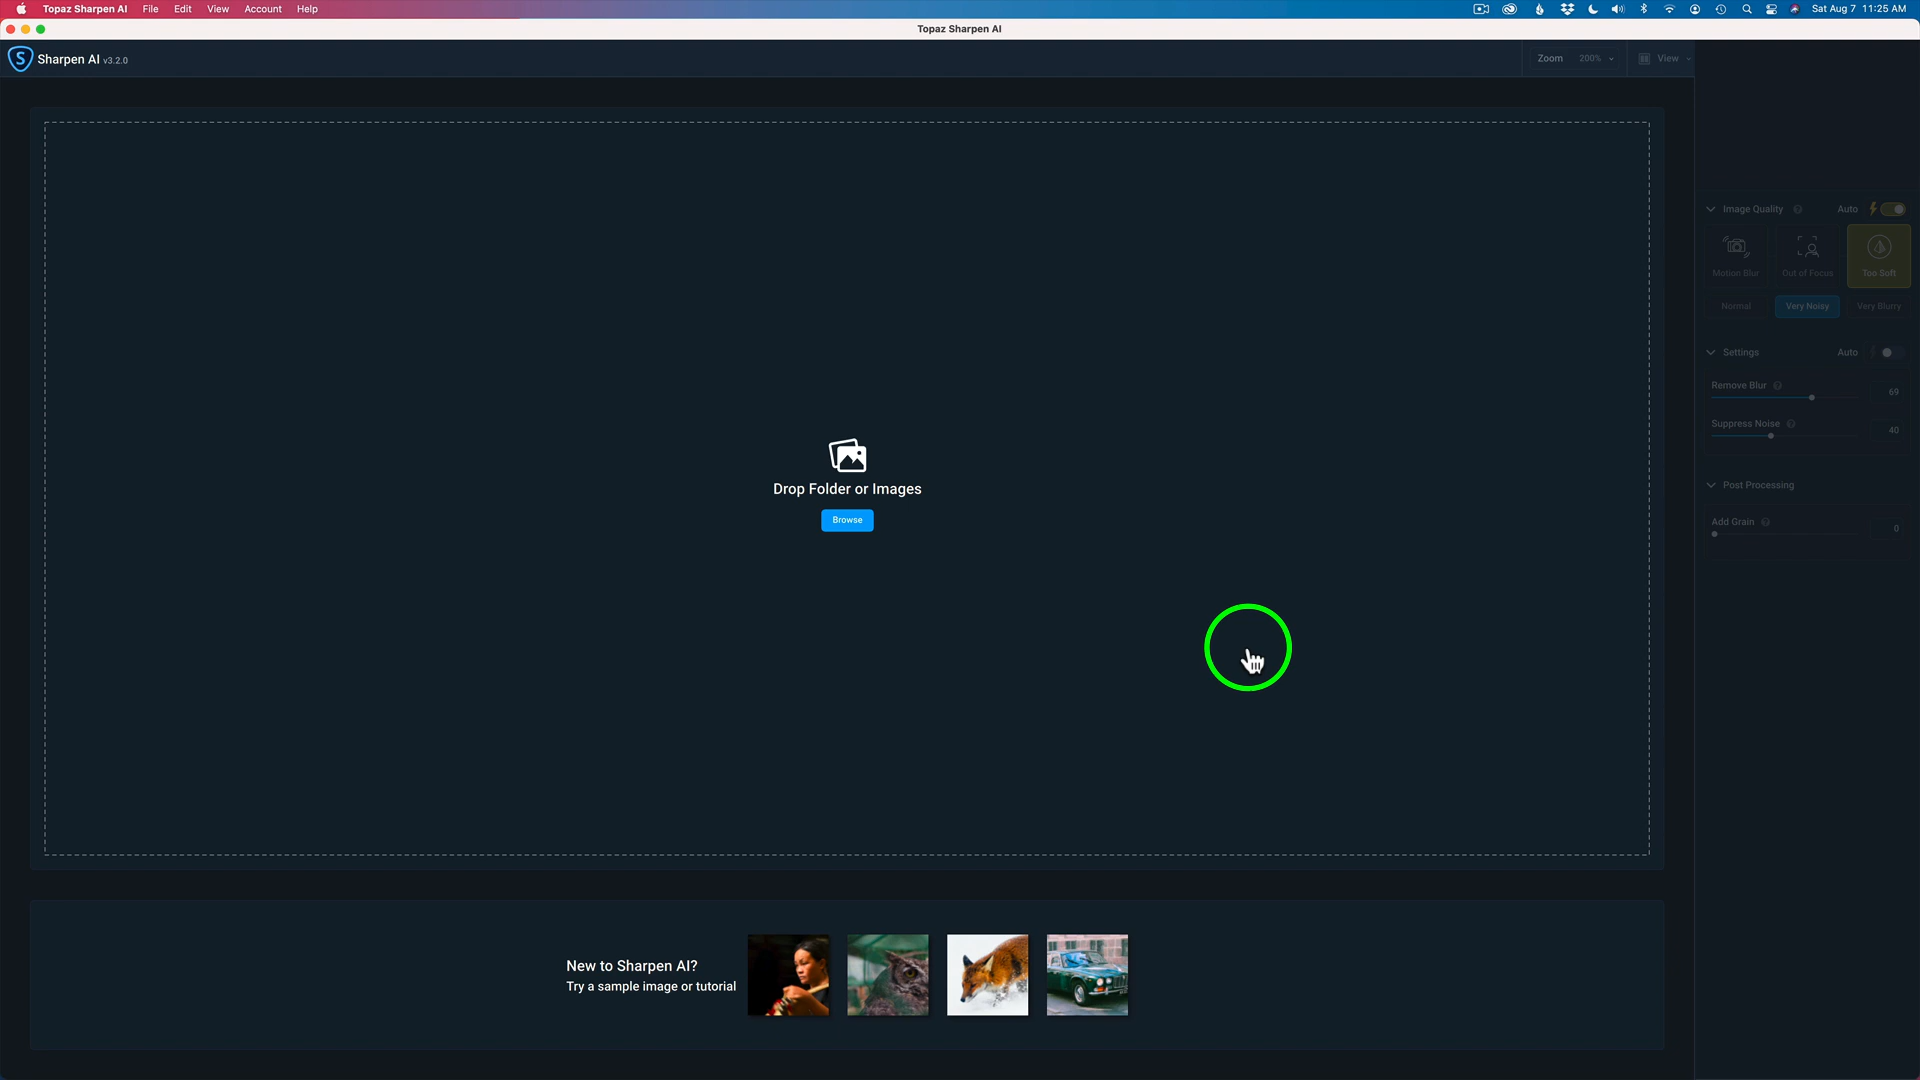 Topaz Sharpen AI File Edit View Account Help Sat Aug 7 11:25 AM
Topaz Sharpen AI
Sharpen AI v3.2.0 Zoom 200% View
Image Quality Auto
Motion Blur Out of Focus Too Soft
Normal Very Noisy Very Blurry
Settings Auto
Remove Blur 69
Suppress Noise 40
Post Processing
Add Grain 0
Drop Folder or Images
Browse
New to Sharpen AI?
Try a sample image or tutorial